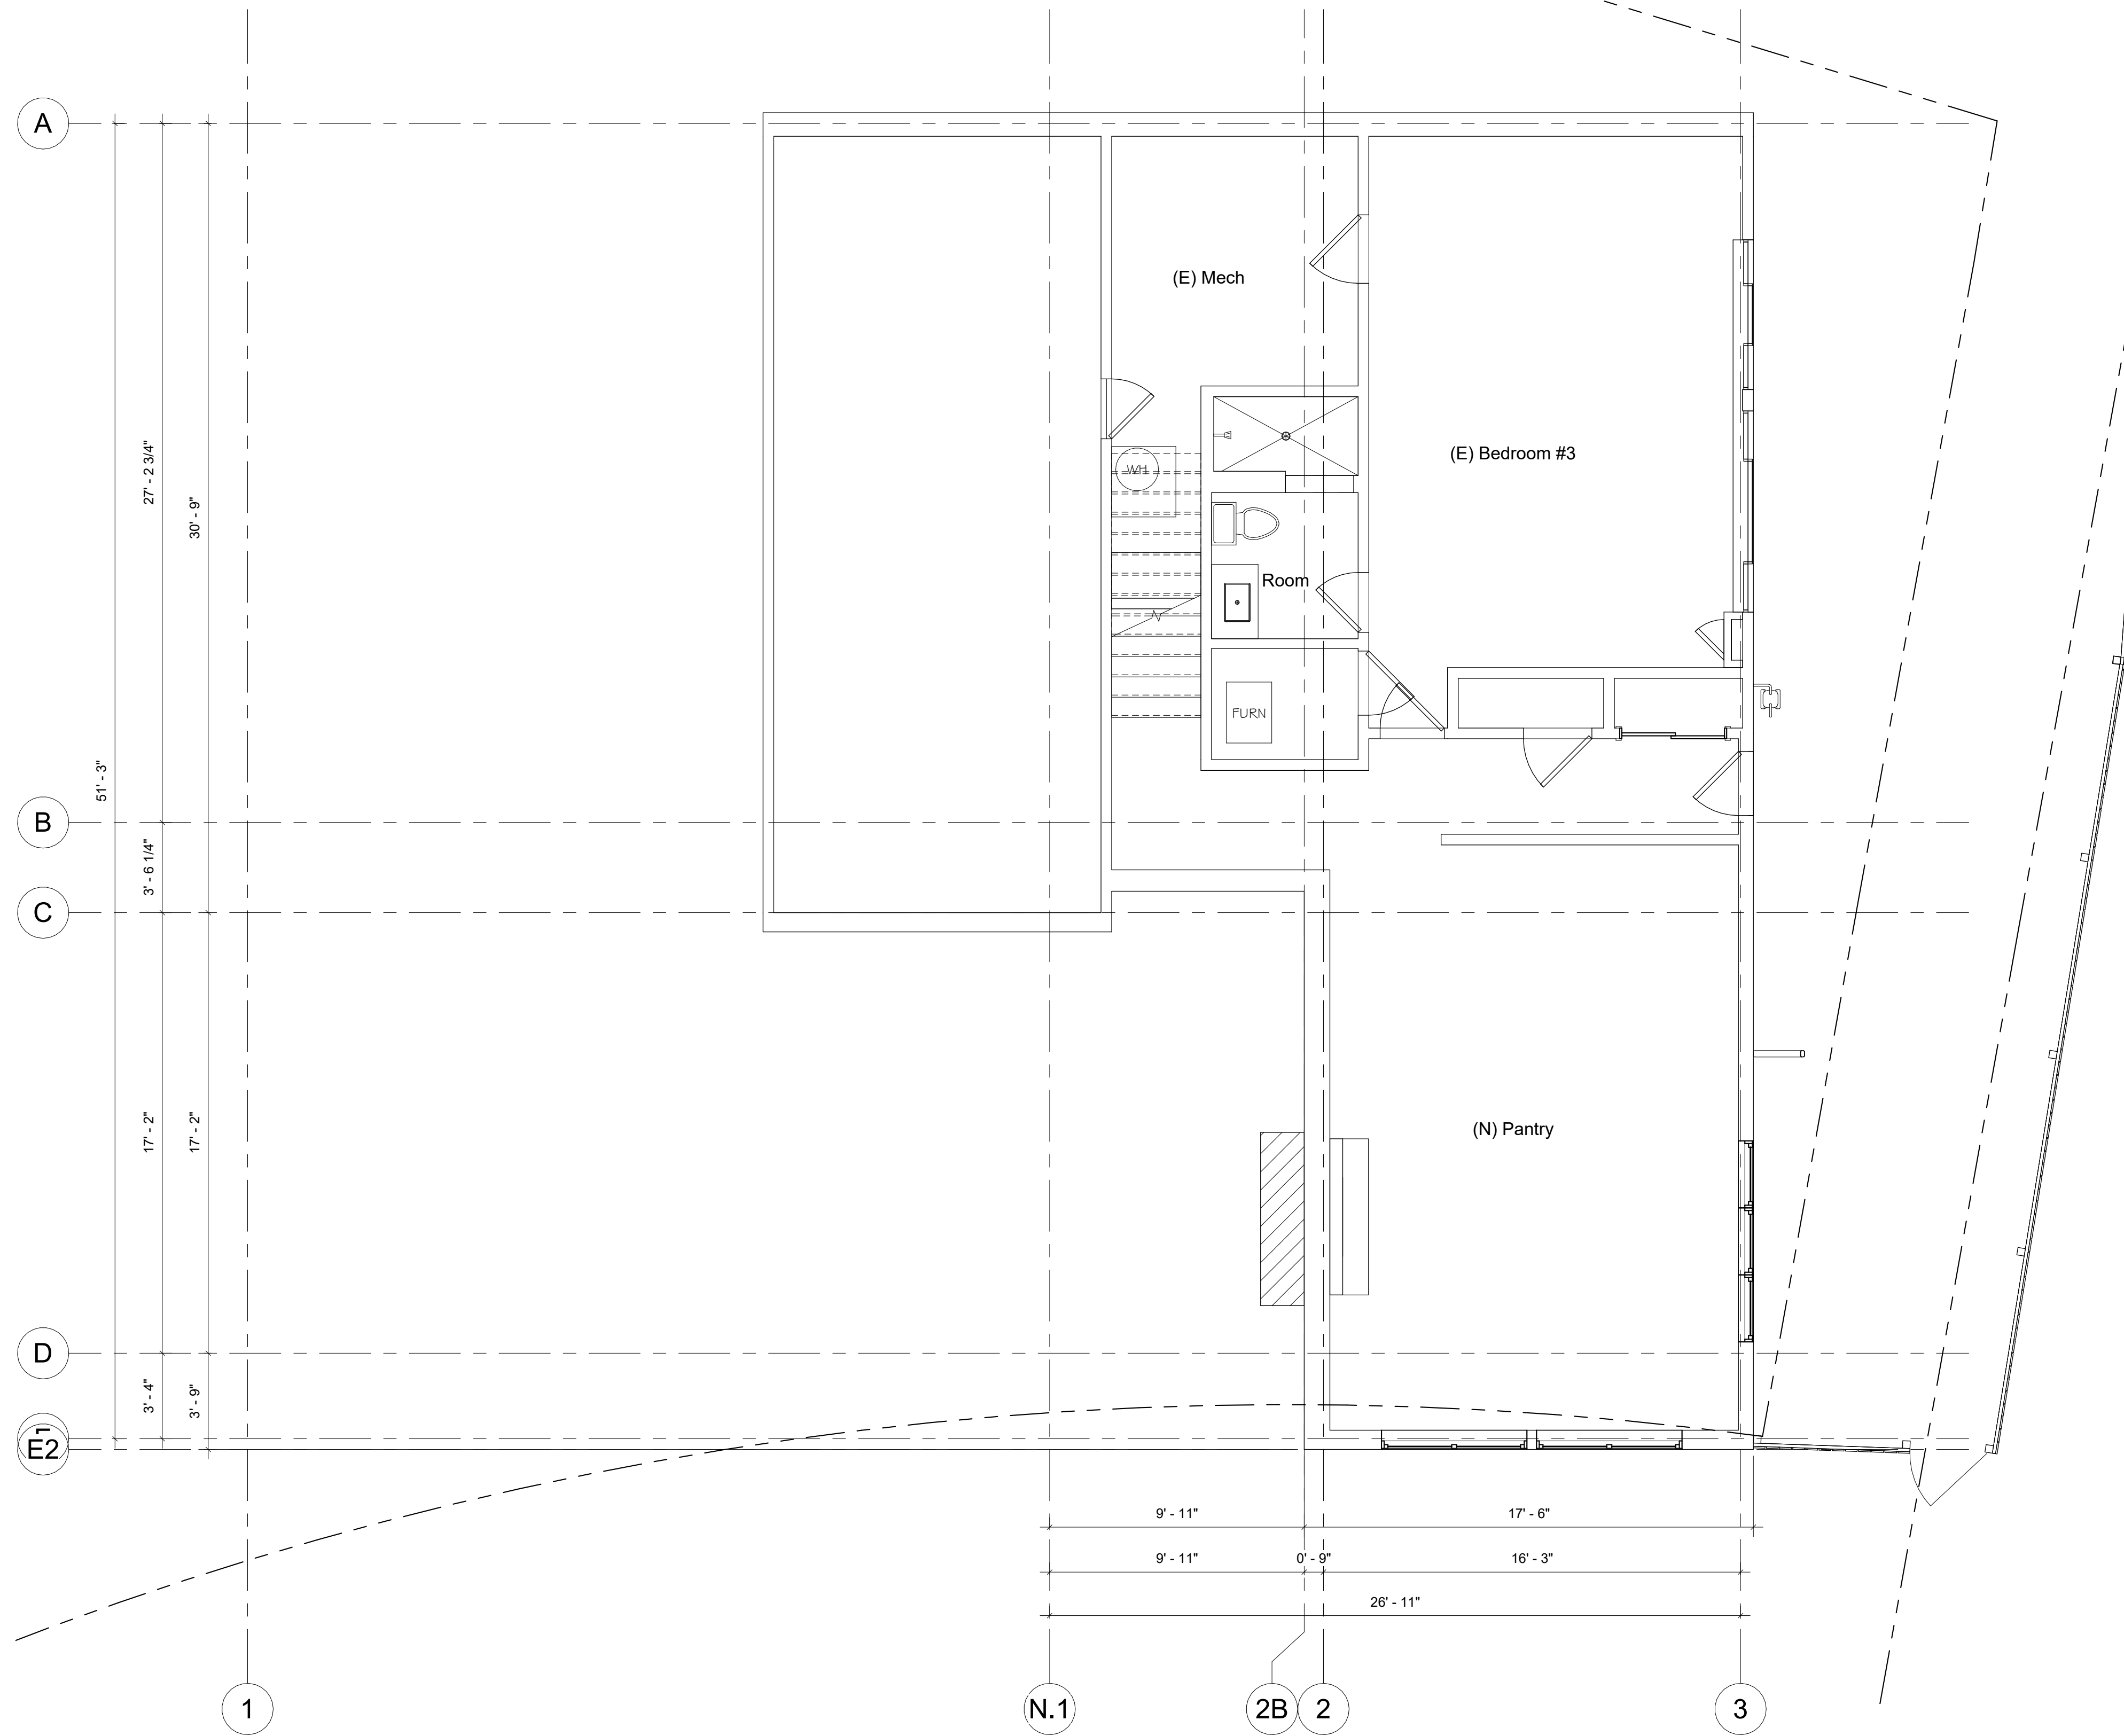 A
(E) Mech
27' - 2 3/4"
(E) Bedroom #3
WH
30' - 9"
Room
FURN
51' - 3"
B
3' - 6 1/4"
C
17' - 2"
17' - 2"
(N) Pantry
D
3' - 4"
3' - 9"
E2
9' - 11"
17' - 6"
9' - 11"
0' - 9"
16' - 3"
26' - 11"
1
N.1
2B
2
3